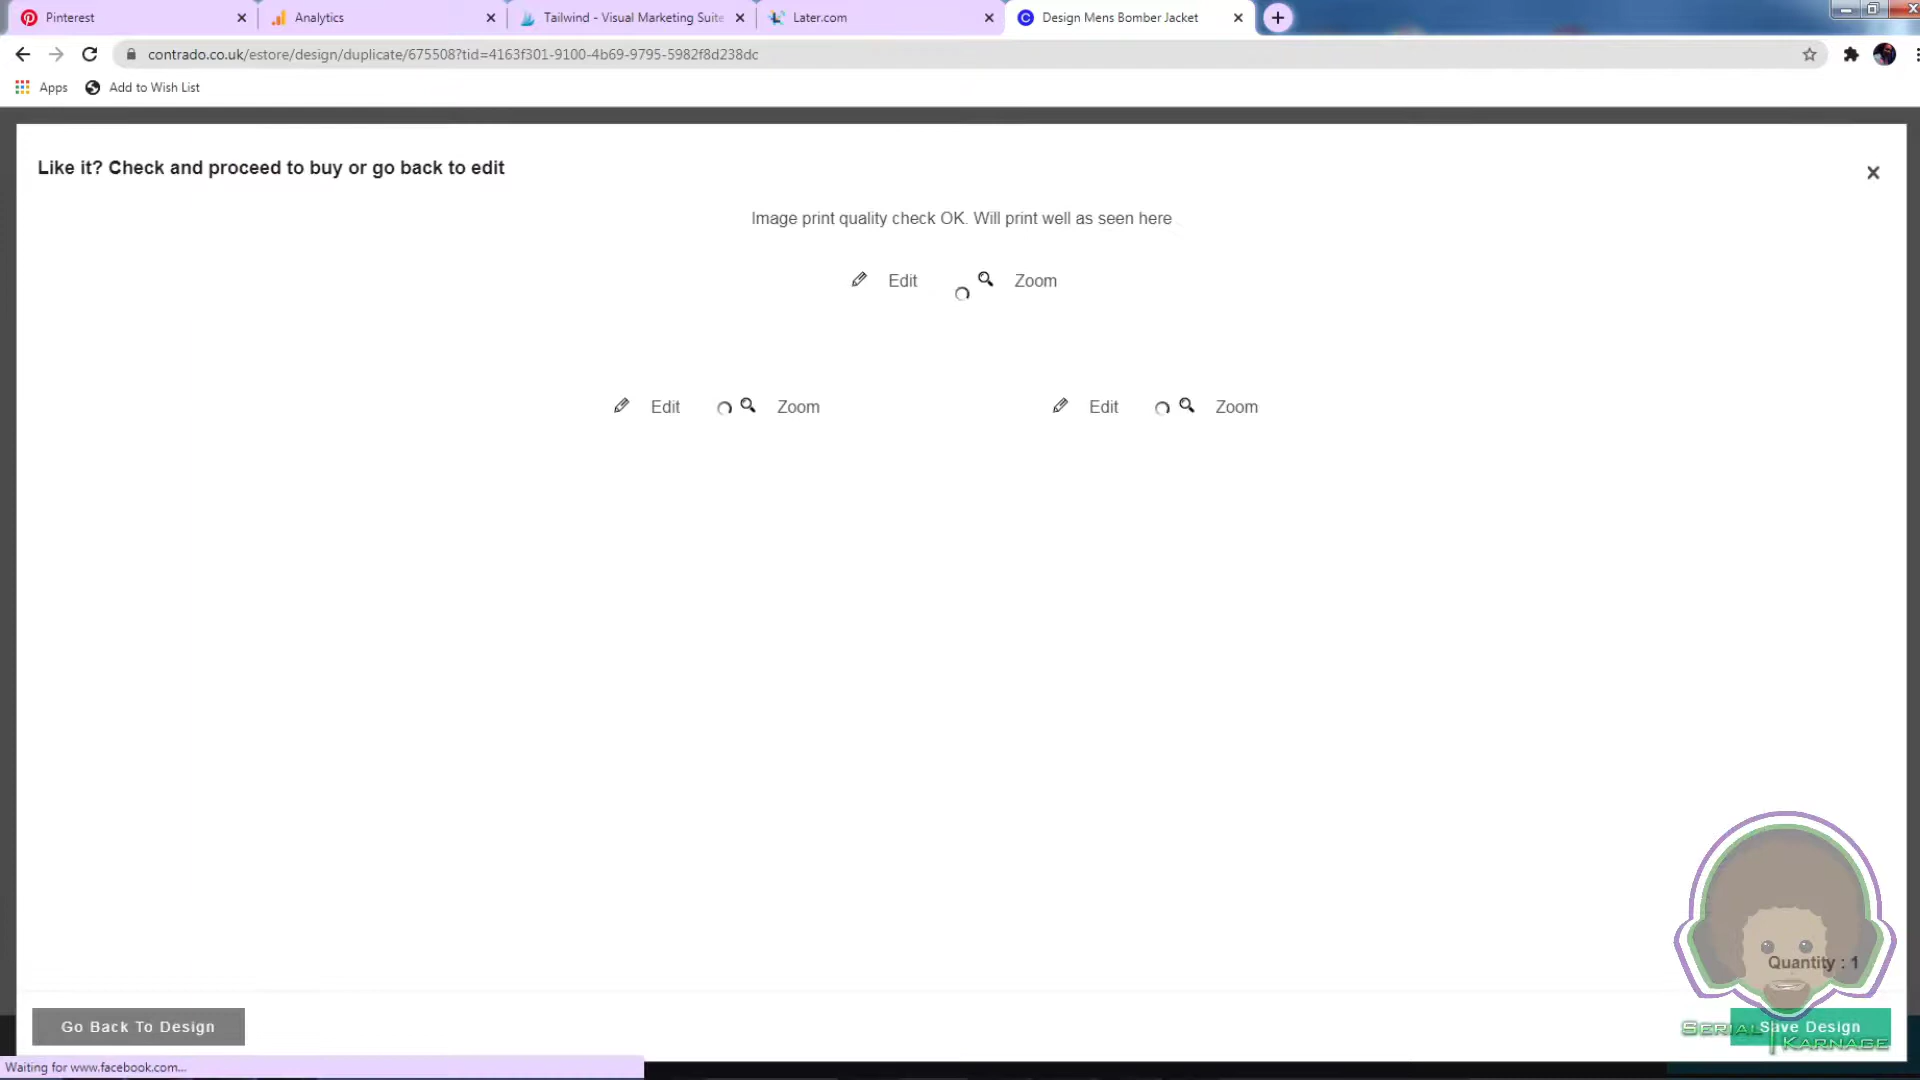 Pinterest
Analytics
Tailwind - Visual Marketing Suite
Later.com
Design Mens Bomber Jacket
contrado.co.uk/estore/design/duplicate/675508?tid=4163f301-9100-4b69-9795-5982f8d238dc
Apps
Add to Wish List
Like it? Check and proceed to buy or go back to edit
Image print quality check OK. Will print well as seen here
Edit
Zoom
Edit
Zoom
Edit
Zoom
Quantity : 1
Go Back To Design
Save Design
Serial Karnage
Waiting for www.facebook.com...